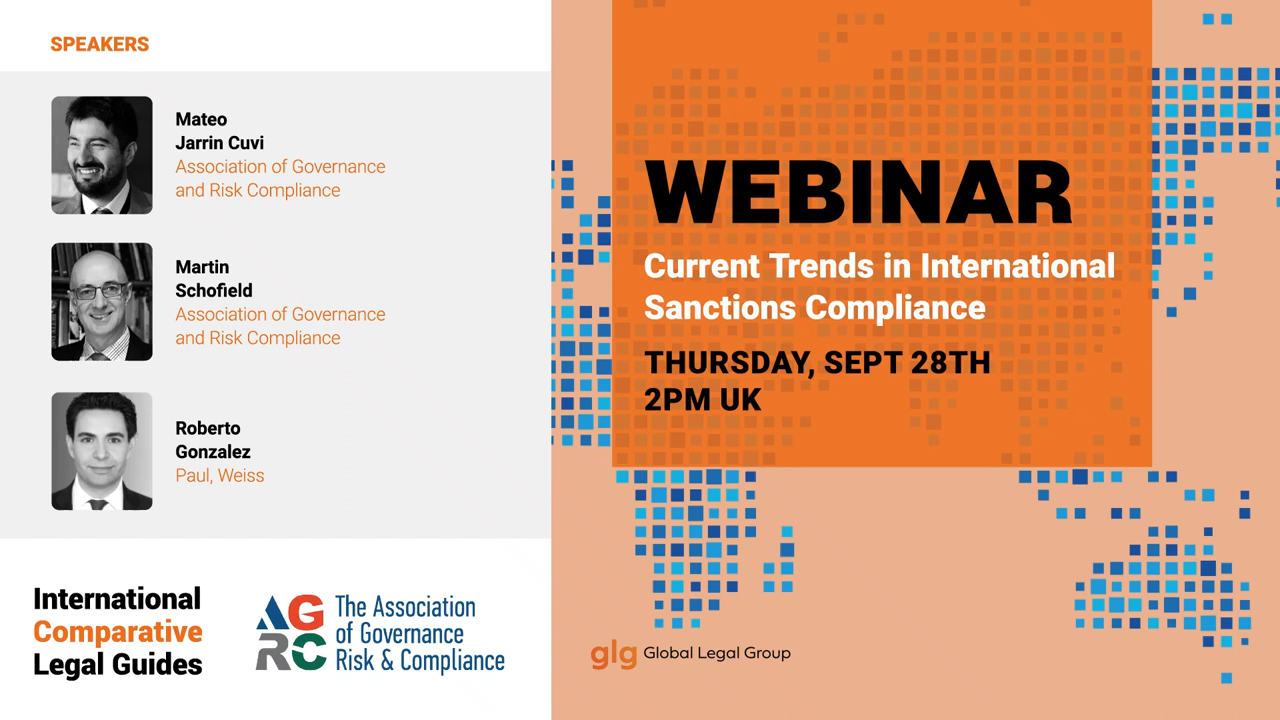 SPEAKERS
Mateo
Jarrin Cuvi
Association of Governance
and Risk Compliance
Martin
Schofield
Association of Governance
and Risk Compliance
Roberto
Gonzalez
Paul, Weiss
International
Comparative
Legal Guides
AG
RC
The Association
of Governance
Risk & Compliance
WEBINAR
Current Trends in International
Sanctions Compliance
THURSDAY, SEPT 28TH
2PM UK
glg Global Legal Group